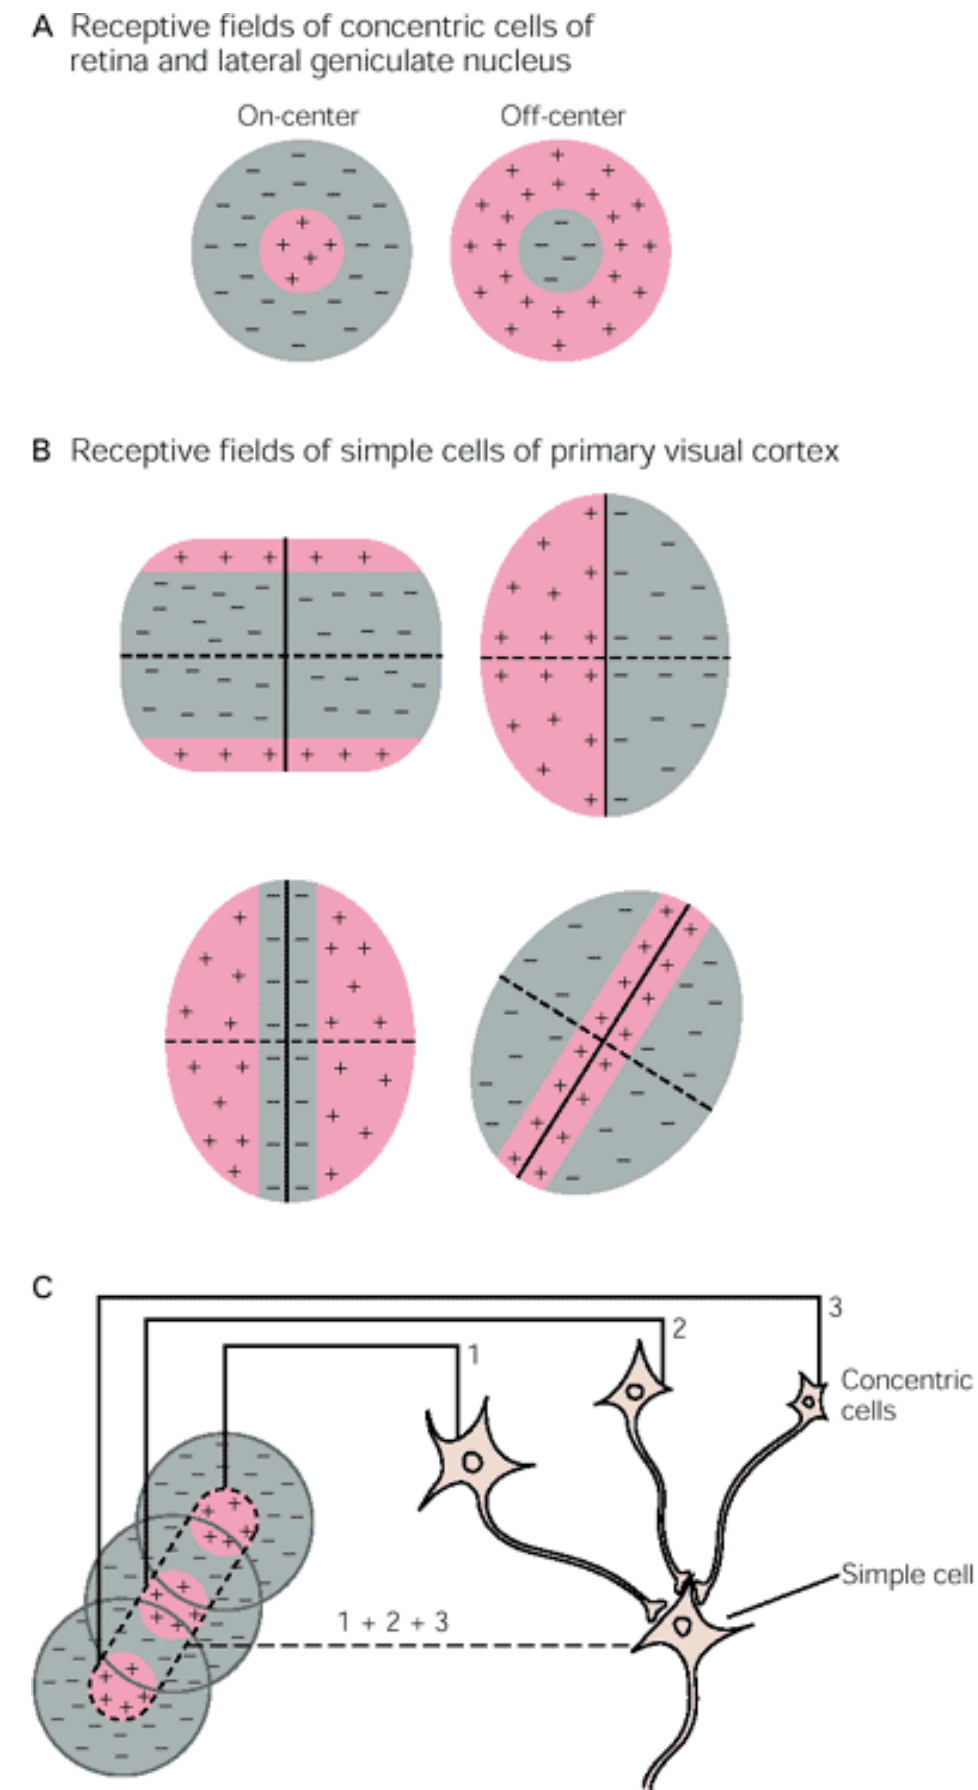 A Receptive fields of concentric cells of
retina and lateral geniculate nucleus
On-center
Off-center
B Receptive fields of simple cells of primary visual cortex
C
3
2
1
Concentric
cells
Simple cell
1 + 2 + 3